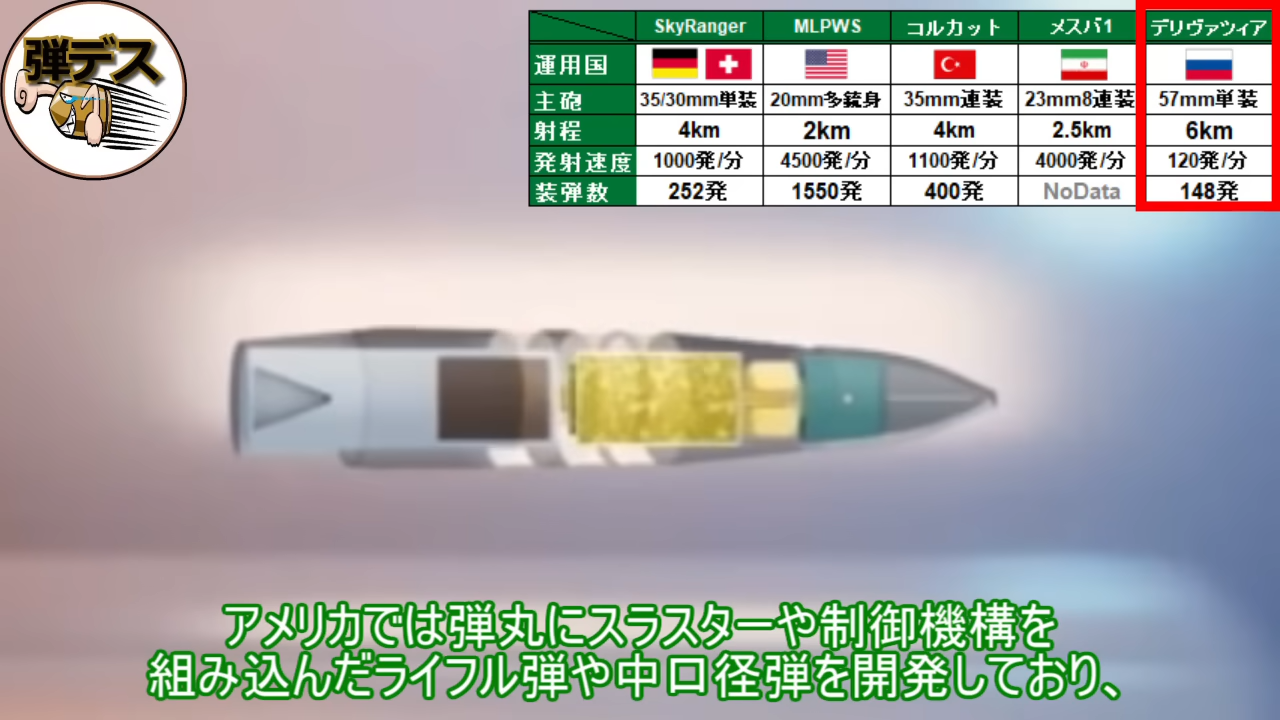 弾デス
SkyRanger MLPWS コルカット メスバ1 デリヴァツィア
運用国
主砲 35/30mm単装 20mm多銃身 35mm連装 23mm8連装 57mm単装
射程 4km 2km 4km 2.5km 6km
発射速度 1000発/分 4500発/分 1100発/分 4000発/分 120発/分
装弾数 252発 1550発 400発 NoData 148発
アメリカでは弾丸にスラスターや制御機構を
組み込んだライフル弾や中口径弾を開発しており、